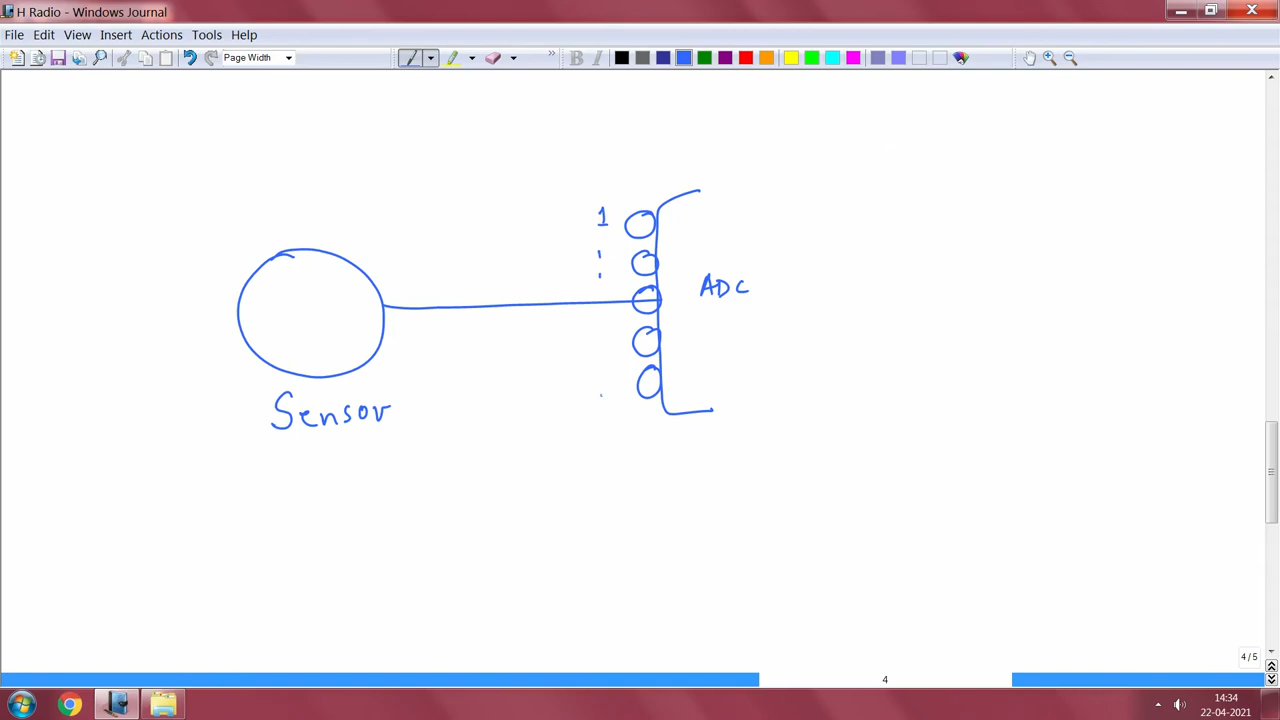 H Radio - Windows Journal
File Edit View Insert Actions Tools Help
Page Width
B I
1
ADC
Sensor
4/5
4
14:34
22-04-2021